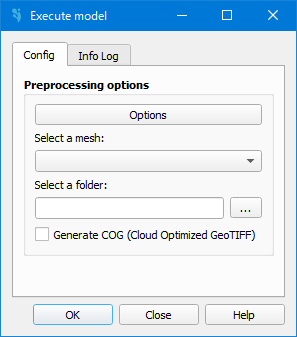 Execute model
Config Info Log
Preprocessing options
Options
Select a mesh:
Select a folder:
...
Generate COG (Cloud Optimized GeoTIFF)
OK Close Help